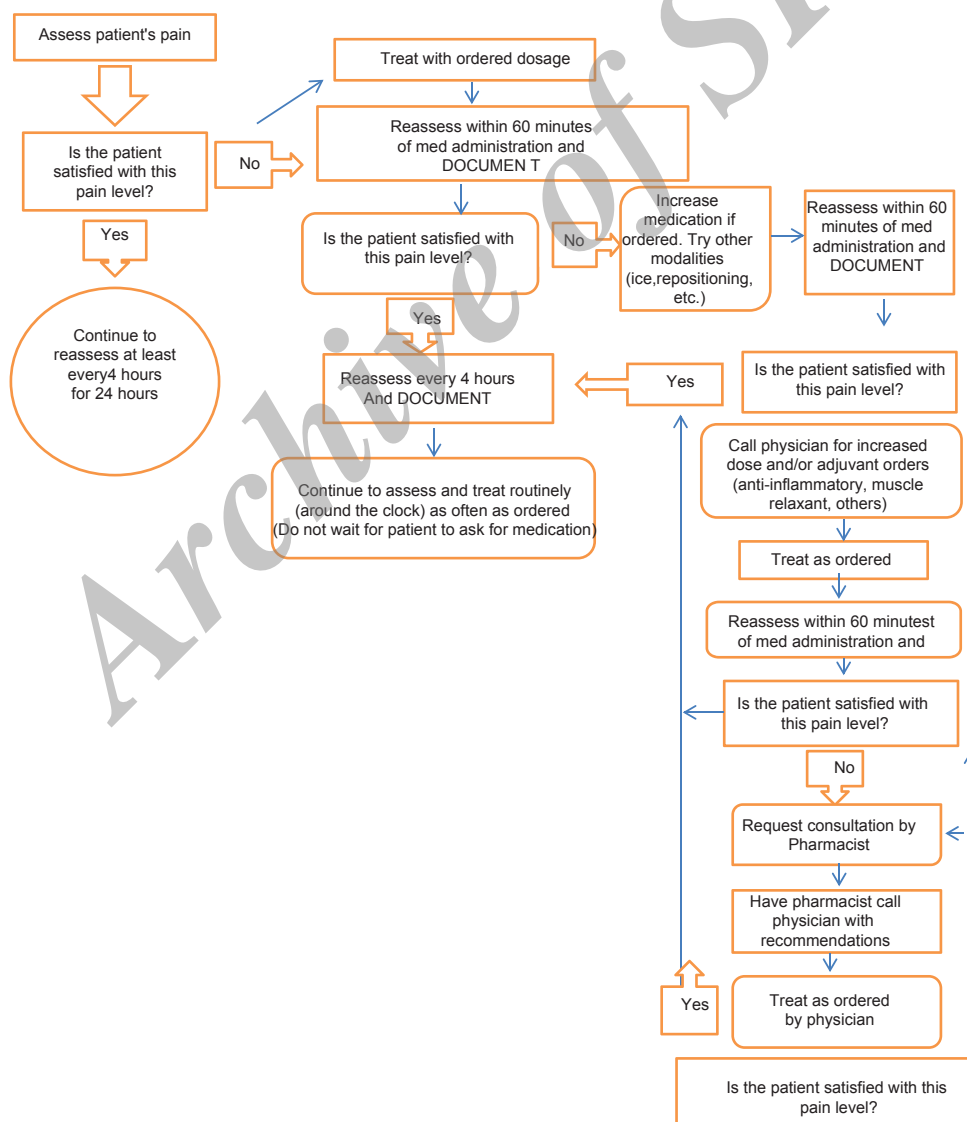 Assess patient's pain
Is the patient
satisfied with this
pain level?
No
Yes
Continue to
reassess at least
every4 hours
for 24 hours
Treat with ordered dosage
Reassess within 60 minutes
of med administration and
DOCUMEN T
Is the patient satisfied with
this pain level?
No
Increase
medication if
ordered. Try other
modalities
(ice,repositioning,
etc.)
Reassess within 60
minutes of med
administration and
DOCUMENT
Yes
Reassess every 4 hours
And DOCUMENT
Continue to assess and treat routinely
(around the clock) as often as ordered
(Do not wait for patient to ask for medication)
Yes
Is the patient satisfied with
this pain level?
Call physician for increased
dose and/or adjuvant orders
(anti-inflammatory, muscle
relaxant, others)
Treat as ordered
Reassess within 60 minutest
of med administration and
Is the patient satisfied with
this pain level?
No
Request consultation by
Pharmacist
Have pharmacist call
physician with
recommendations
Treat as ordered
by physician
Yes
Is the patient satisfied with this
pain level?
Archive of